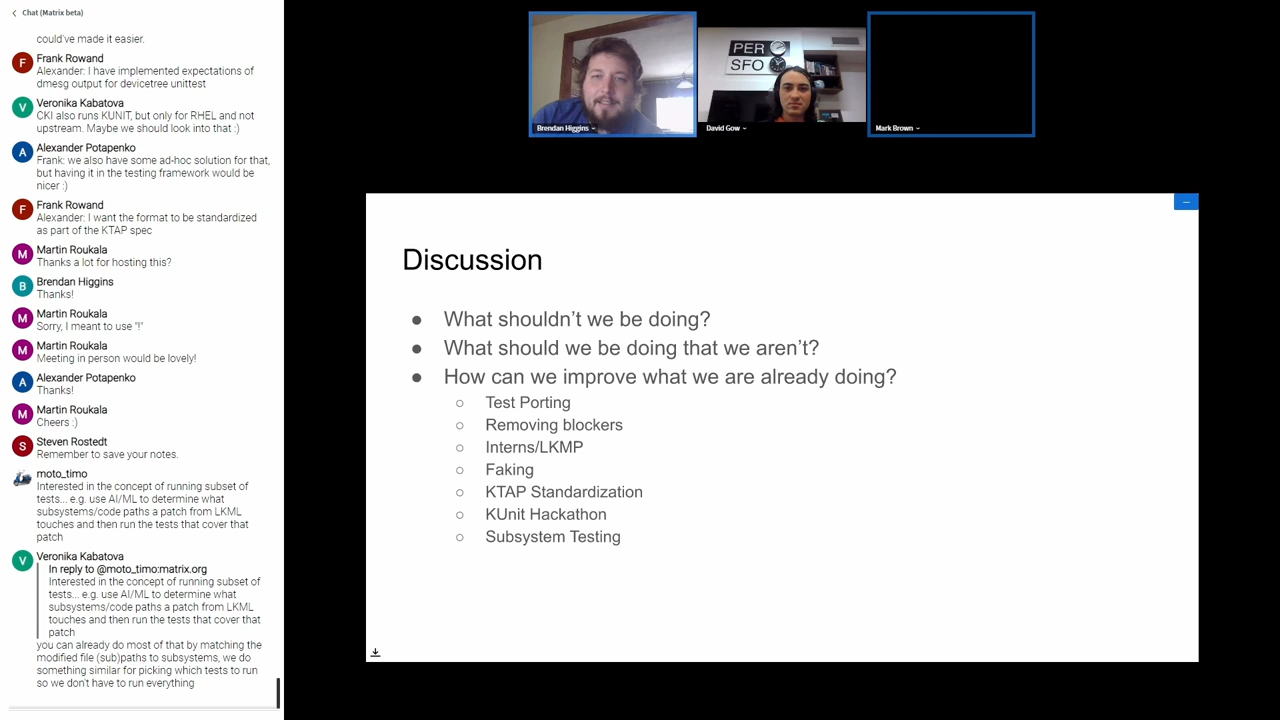 Chat (Matrix beta)
could've made it easier.
F
Frank Rowand
Alexander: I have implemented expectations of
dmesg output for devicetree unittest
V
Veronika Kabatova
CKI also runs KUNIT, but only for RHEL and not
upstream. Maybe we should look into that :)
A
Alexander Potapenko
Frank: we also have some ad-hoc solution for that,
but having it in the testing framework would be
nicer :)
F
Frank Rowand
Alexander: I want the format to be standardized
as part of the KTAP spec
M
Martin Roukala
Thanks a lot for hosting this?
B
Brendan Higgins
Thanks!
M
Martin Roukala
Sorry, I meant to use "!"
M
Martin Roukala
Meeting in person would be lovely!
A
Alexander Potapenko
Thanks!
M
Martin Roukala
Cheers :)
S
Steven Rostedt
Remember to save your notes.
moto_timo
Interested in the concept of running subset of
tests... e.g. use AI/ML to determine what
subsystems/code paths a patch from LKML
touches and then run the tests that cover that
patch
V
Veronika Kabatova
In reply to @moto_timo:matrix.org
Interested in the concept of running subset of
tests... e.g. use AI/ML to determine what
subsystems/code paths a patch from LKML
touches and then run the tests that cover that
patch
you can already do most of that by matching the
modified file (sub)paths to subsystems, we do
something similar for picking which tests to run
so we don't have to run everything
Brendan Higgins
PER
SFO
David Gow
Mark Brown
Discussion
● What shouldn't we be doing?
● What should we be doing that we aren't?
● How can we improve what we are already doing?
○ Test Porting
○ Removing blockers
○ Interns/LKMP
○ Faking
○ KTAP Standardization
○ KUnit Hackathon
○ Subsystem Testing